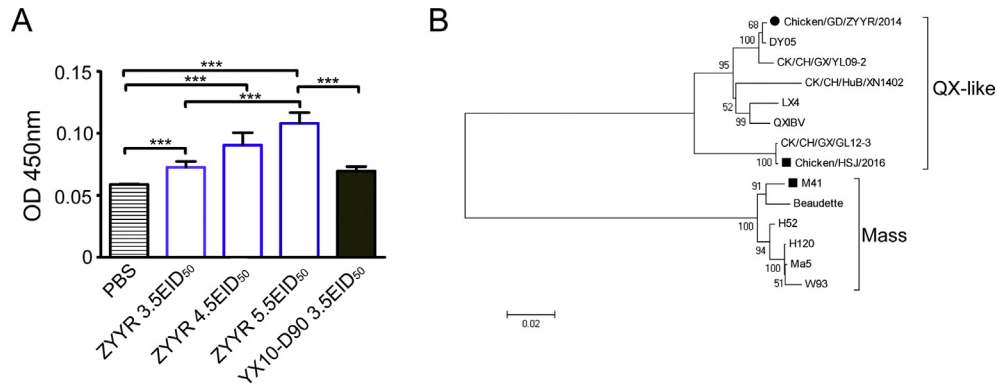 A
B
OD 450nm
0.15
0.10
0.05
0
***
***
***
***
***
PBS
ZYYR 3.5EID50
ZYYR 4.5EID50
ZYYR 5.5EID50
YX10-D90 3.5EID50
68
Chicken/GD/ZYYR/2014
100
DY05
95
CK/CH/GX/YL09-2
CK/CH/HuB/XN1402
52
LX4
99
QXIBV
CK/CH/GX/GL12-3
100
Chicken/HSJ/2016
QX-like
91
M41
Beaudette
100
H52
94
H120
100
Ma5
51
W93
Mass
0.02